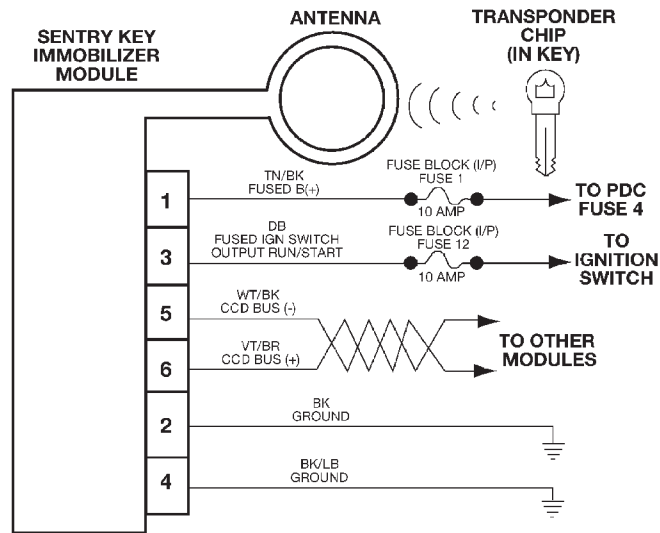 SENTRY KEY
IMMOBILIZER
MODULE
ANTENNA
TRANSPONDER
CHIP
(IN KEY)
1
TN/BK
FUSED B(+)
FUSE BLOCK (I/P)
FUSE 1
10 AMP
TO PDC
FUSE 4
3
DB
FUSED IGN SWITCH
OUTPUT RUN/START
FUSE BLOCK (I/P)
FUSE 12
10 AMP
TO
IGNITION
SWITCH
5
WT/BK
CCD BUS (-)
6
VT/BR
CCD BUS (+)
TO OTHER
MODULES
2
BK
GROUND
4
BK/LB
GROUND